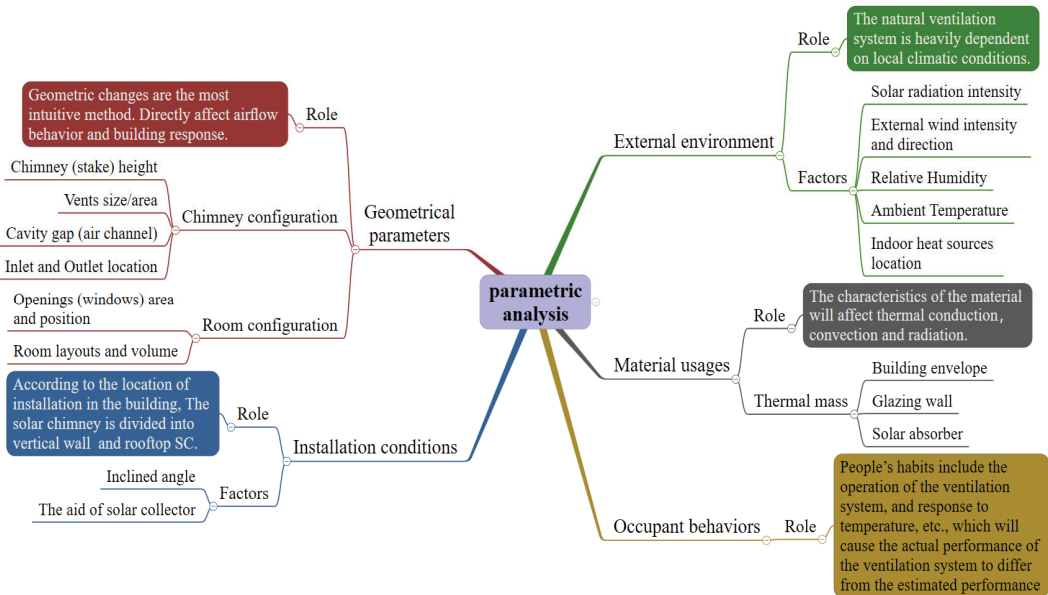 parametric
analysis
Geometrical
parameters
Role
Geometric changes are the most
intuitive method. Directly affect airflow
behavior and building response.
Chimney configuration
Chimney (stake) height
Vents size/area
Cavity gap (air channel)
Inlet and Outlet location
Room configuration
Openings (windows) area
and position
Room layouts and volume
Installation conditions
Role
According to the location of
installation in the building, The
solar chimney is divided into
vertical wall and rooftop SC.
Factors
Inclined angle
The aid of solar collector
External environment
Role
The natural ventilation
system is heavily dependent
on local climatic conditions.
Factors
Solar radiation intensity
External wind intensity
and direction
Relative Humidity
Ambient Temperature
Indoor heat sources
location
Material usages
Role
The characteristics of the material
will affect thermal conduction,
convection and radiation.
Thermal mass
Building envelope
Glazing wall
Solar absorber
Occupant behaviors
Role
People's habits include the
operation of the ventilation
system, and response to
temperature, etc., which will
cause the actual performance of
the ventilation system to differ
from the estimated performance